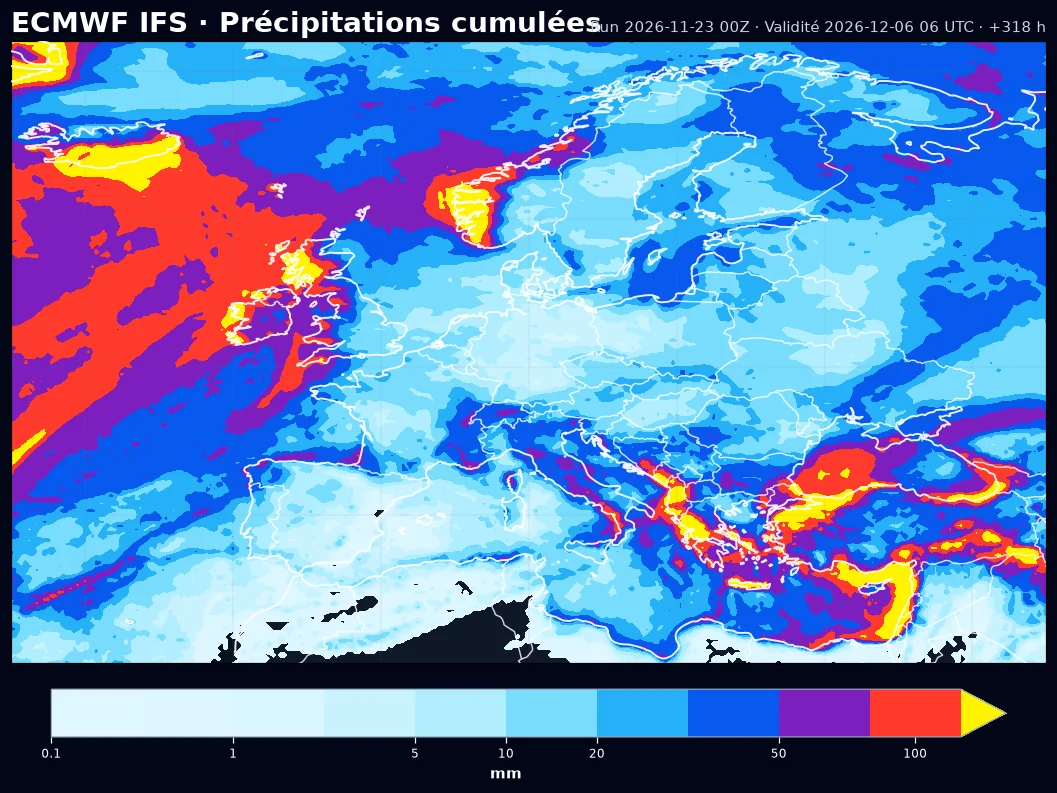 ECMWF IFS · Précipitations cumulées
Run 2026-11-23 00Z · Validité 2026-12-06 06 UTC · +318 h
0.1 1 5 10 20 50 100
mm